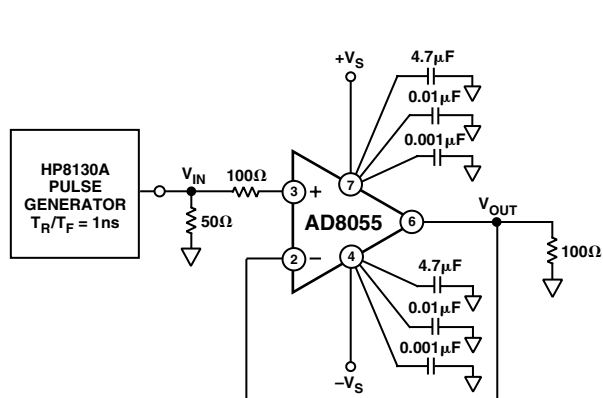 +VS
4.7μF
0.01μF
0.001μF
HP8130A
PULSE
GENERATOR
TR/TF = 1ns
VIN
100Ω
50Ω
3
+
7
AD8055
6
2
–
4
VOUT
100Ω
4.7μF
0.01μF
0.001μF
–VS